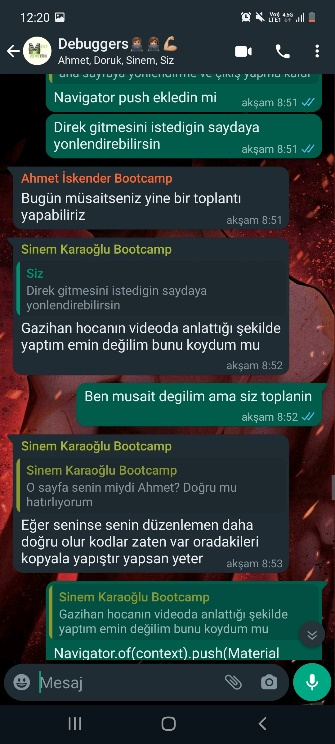 12:20
Debuggers
Ahmet, Doruk, Sinem, Siz
Navigator push ekledin mi
akşam 8:51
Direk gitmesini istedigin saydaya
yonlendirebilirsin
akşam 8:51
Ahmet İskender Bootcamp
Bugün müsaitseniz yine bir toplantı
yapabiliriz
akşam 8:51
Sinem Karaoğlu Bootcamp
Siz
Direk gitmesini istedigin saydaya
yonlendirebilirsin
Gazihan hocanın videoda anlattığı şekilde
yaptım emin değilim bunu koydum mu
akşam 8:52
Ben musait degilim ama siz toplanin
akşam 8:52
Sinem Karaoğlu Bootcamp
Sinem Karaoğlu Bootcamp
O sayfa senin miydi Ahmet? Doğru mu
hatırlıyorum
Eğer seninse senin düzenlemen daha
doğru olur kodlar zaten var oradakileri
kopyala yapıştır yapsan yeter
akşam 8:53
Sinem Karaoğlu Bootcamp
Gazihan hocanın videoda anlattığı şekilde
yaptım emin değilim bunu koydum mu
Navigator.of(context).push(Material
Mesaj